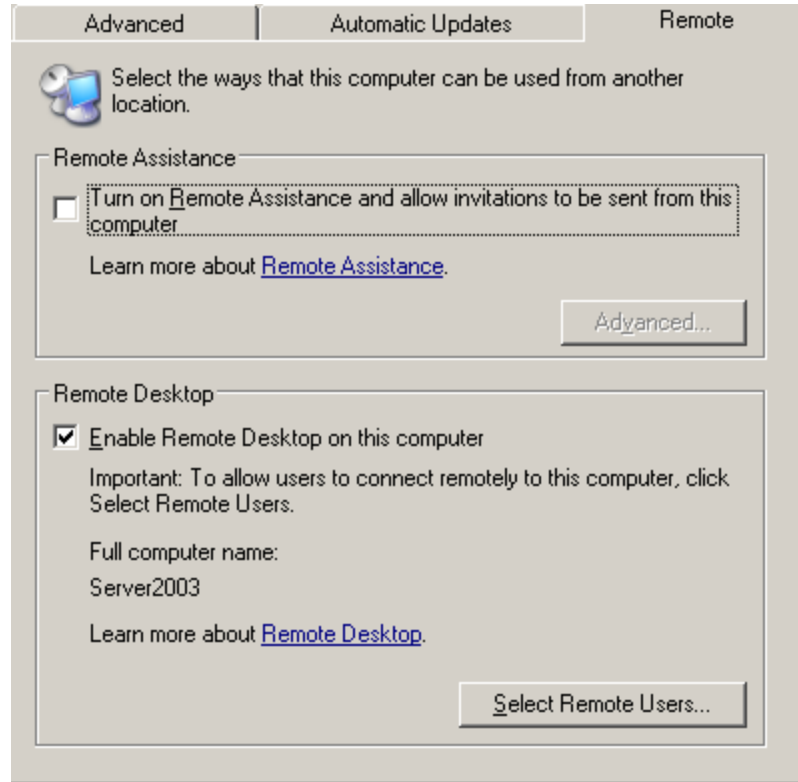 Advanced
Automatic Updates
Remote
Select the ways that this computer can be used from another
location.
Remote Assistance
Turn on Remote Assistance and allow invitations to be sent from this
computer
Learn more about Remote Assistance.
Advanced...
Remote Desktop
Enable Remote Desktop on this computer
Important: To allow users to connect remotely to this computer, click
Select Remote Users.
Full computer name:
Server2003
Learn more about Remote Desktop.
Select Remote Users...